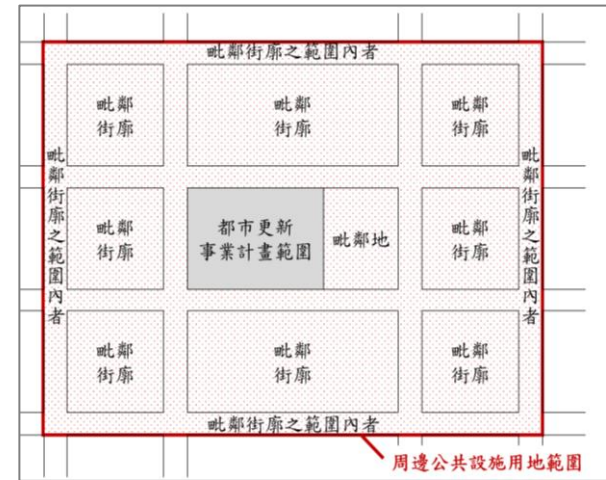 毗鄰街廓之範圍內者
毗鄰
街廓
毗鄰
街廓
毗鄰
街廓
毗鄰街廓之範圍內者
毗鄰街廓之範圍內者
毗鄰
街廓
都市更新
事業計畫範圍
毗鄰地
毗鄰
街廓
毗鄰
街廓
毗鄰
街廓
毗鄰
街廓
毗鄰街廓之範圍內者
周邊公共設施用地範圍